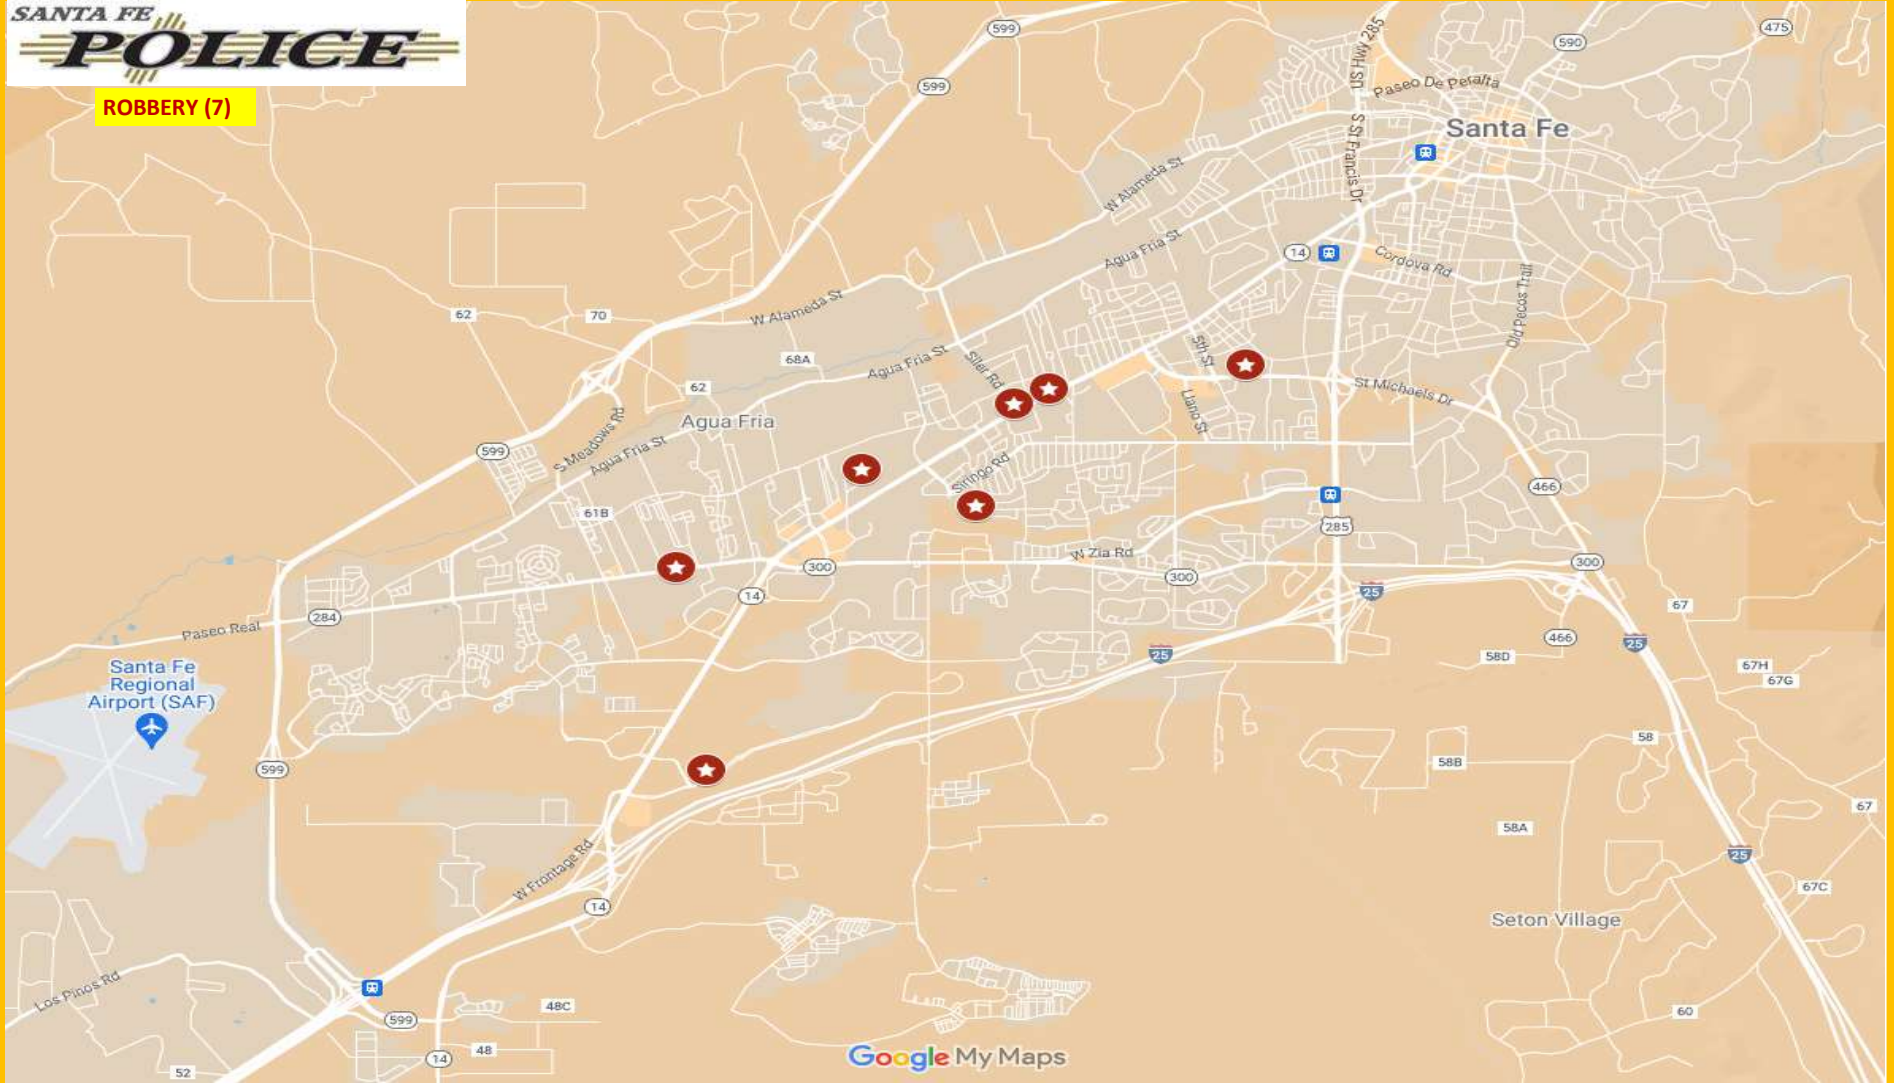 SANTA FE
POLICE
ROBBERY (7)
599
475
590
US Hwy 285
Paseo De Peralta
599
Santa Fe
S St Francis Dr
W Alameda St
Agua Fria St
14
Cordova Rd
Old Pecos Trail
W Alameda St
62
70
68A
Agua Fria St
Siller Rd
5th St
62
St Michaels Dr
Llano St
Agua Fria
S Meadows Rd
Agua Fria St
599
Siringo Rd
466
61B
285
W Zia Rd
300
300
300
14
25
67
284
Paseo Real
466
25
25
58D
Santa Fe
Regional
Airport (SAF)
67H
67G
58
58B
599
67
58A
25
W Frontage Rd
67C
14
Seton Village
Los Pinos Rd
48C
60
599
48
14
Google My Maps
52